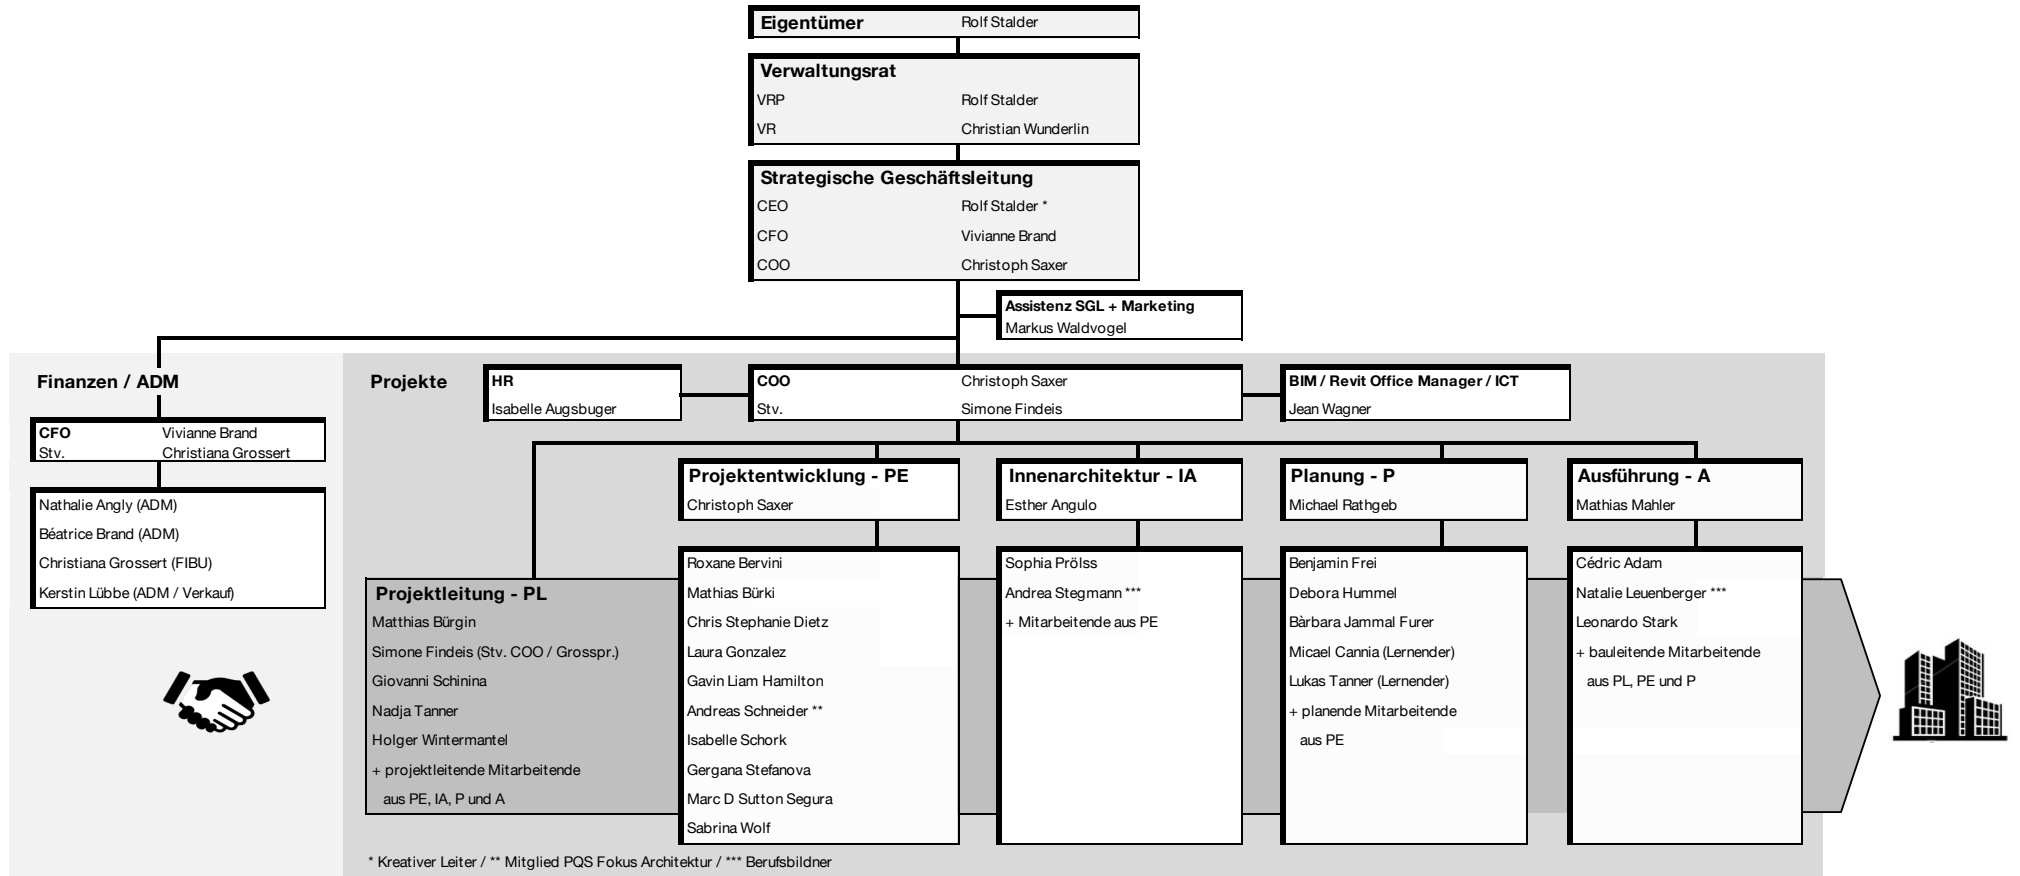 Eigentümer Rolf Stalder
Verwaltungsrat
VRP Rolf Stalder
VR Christian Wunderlin
Strategische Geschäftsleitung
CEO Rolf Stalder *
CFO Vivianne Brand
COO Christoph Saxer
Assistenz SGL + Marketing
Markus Waldvogel
Finanzen / ADM
CFO Vivianne Brand
Stv. Christiana Grossert
Nathalie Angly (ADM)
Béatrice Brand (ADM)
Christiana Grossert (FIBU)
Kerstin Lübbe (ADM / Verkauf)
Projekte
HR
Isabelle Augsbuger
COO Christoph Saxer
Stv. Simone Findeis
BIM / Revit Office Manager / ICT
Jean Wagner
Projektleitung - PL
Matthias Bürgin
Simone Findeis (Stv. COO / Grosspr.)
Giovanni Schinina
Nadja Tanner
Holger Wintermantel
+ projektleitende Mitarbeitende
aus PE, IA, P und A
Projektentwicklung - PE
Christoph Saxer
Roxane Bervini
Mathias Bürki
Chris Stephanie Dietz
Laura Gonzalez
Gavin Liam Hamilton
Andreas Schneider **
Isabelle Schork
Gergana Stefanova
Marc D Sutton Segura
Sabrina Wolf
Innenarchitektur - IA
Esther Angulo
Sophia Prölss
Andrea Stegmann ***
+ Mitarbeitende aus PE
Planung - P
Michael Rathgeb
Benjamin Frei
Debora Hummel
Bàrbara Jammal Furer
Micael Cannia (Lernender)
Lukas Tanner (Lernender)
+ planende Mitarbeitende
aus PE
Ausführung - A
Mathias Mahler
Cédric Adam
Natalie Leuenberger ***
Leonardo Stark
+ bauleitende Mitarbeitende
aus PL, PE und P
* Kreativer Leiter / ** Mitglied PQS Fokus Architektur / *** Berufsbildner